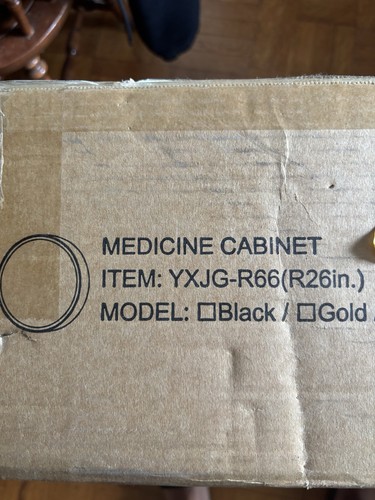 MEDICINE CABINET
ITEM: YXJG-R66(R26in.)
MODEL: ☐Black / ☐Gold /